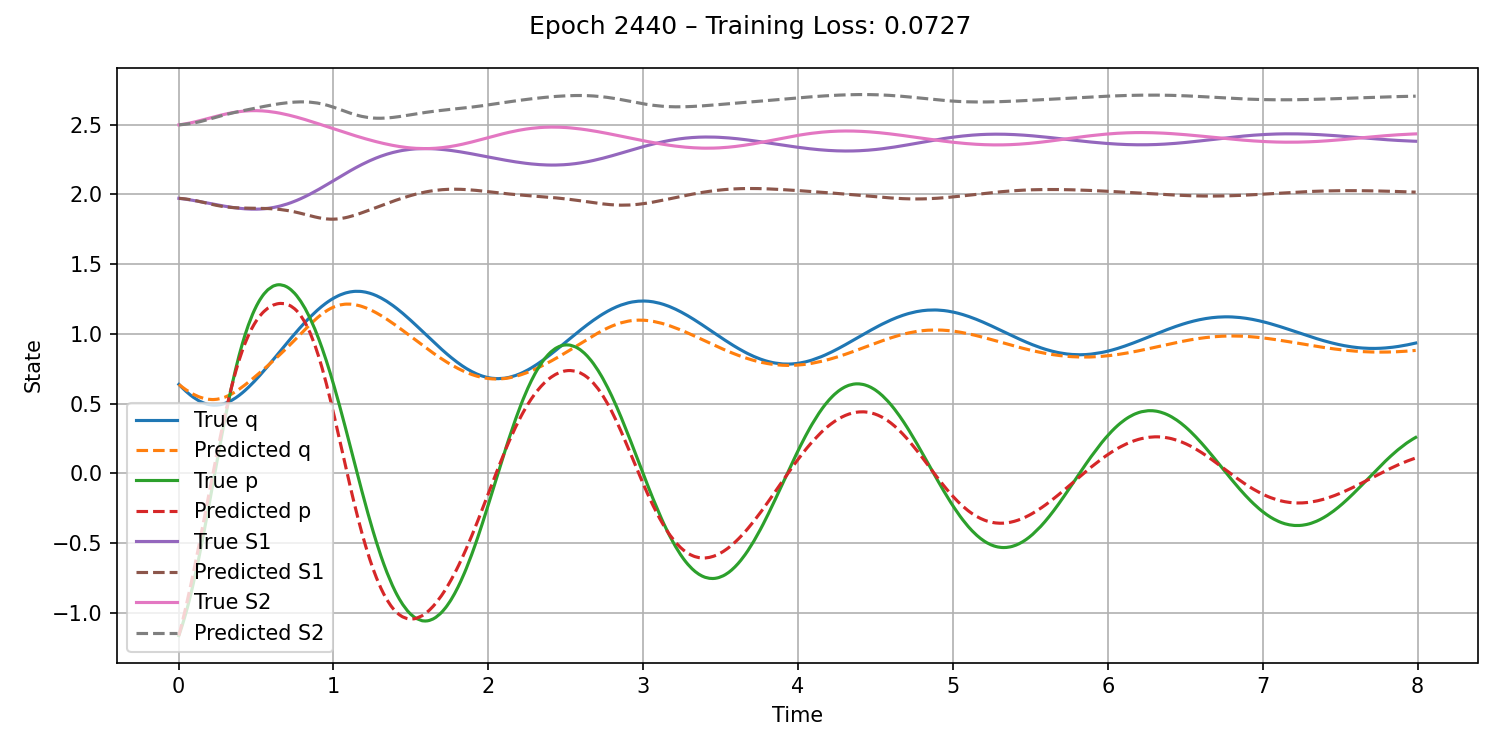 Epoch 2440 – Training Loss: 0.0727
State
2.5
2.0
1.5
1.0
0.5
0.0
−0.5
−1.0
True q
Predicted q
True p
Predicted p
True S1
Predicted S1
True S2
Predicted S2
0 1 2 3 4 5 6 7 8
Time